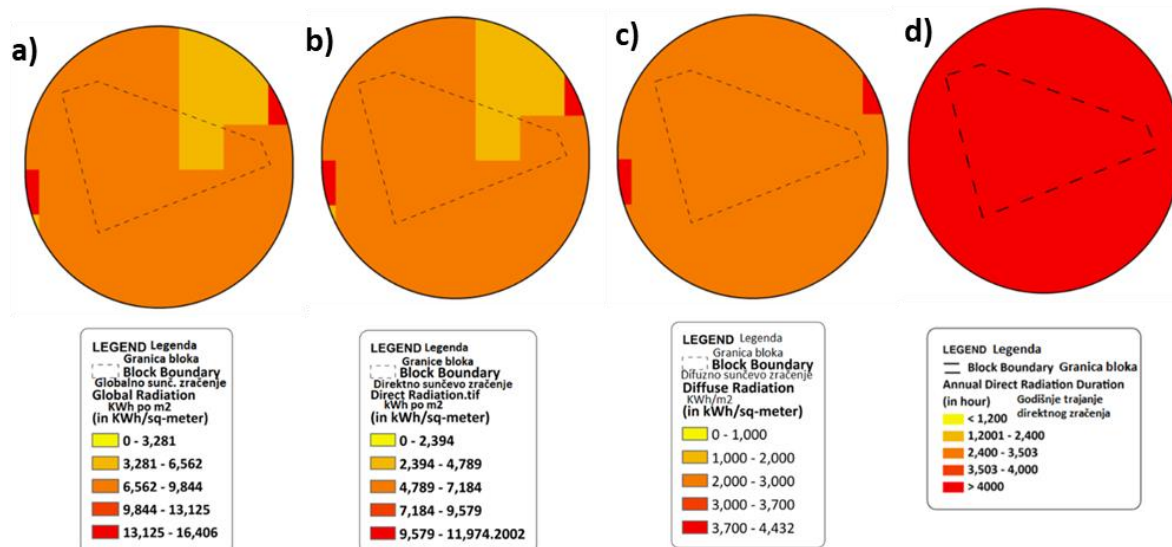 a)
b)
c)
d)
LEGEND Legenda
Granica bloka
Block Boundary
Globalno sunč. zračenje
Global Radiation
KWh po m2
(in KWh/sq-meter)
0 - 3,281
3,281 - 6,562
6,562 - 9,844
9,844 - 13,125
13,125 - 16,406
LEGEND Legenda
Granice bloka
Block Boundary
Direktno sunčevo zračenje
Direct Radiation.tif
kWh po m2
(in KWh/sq-meter)
0 - 2,394
2,394 - 4,789
4,789 - 7,184
7,184 - 9,579
9,579 - 11,974.2002
LEGEND Legenda
Granica bloka
Block Boundary
Difuzno sunčevo zračenje
Diffuse Radiation
KWh/m2
(in KWh/sq-meter)
0 - 1,000
1,000 - 2,000
2,000 - 3,000
3,000 - 3,700
3,700 - 4,432
LEGEND Legenda
Block Boundary Granica bloka
Annual Direct Radiation Duration
(in hour) Godišnje trajanje
direktnog zračenja
< 1,200
1,2001 - 2,400
2,400 - 3,503
3,503 - 4,000
> 4000